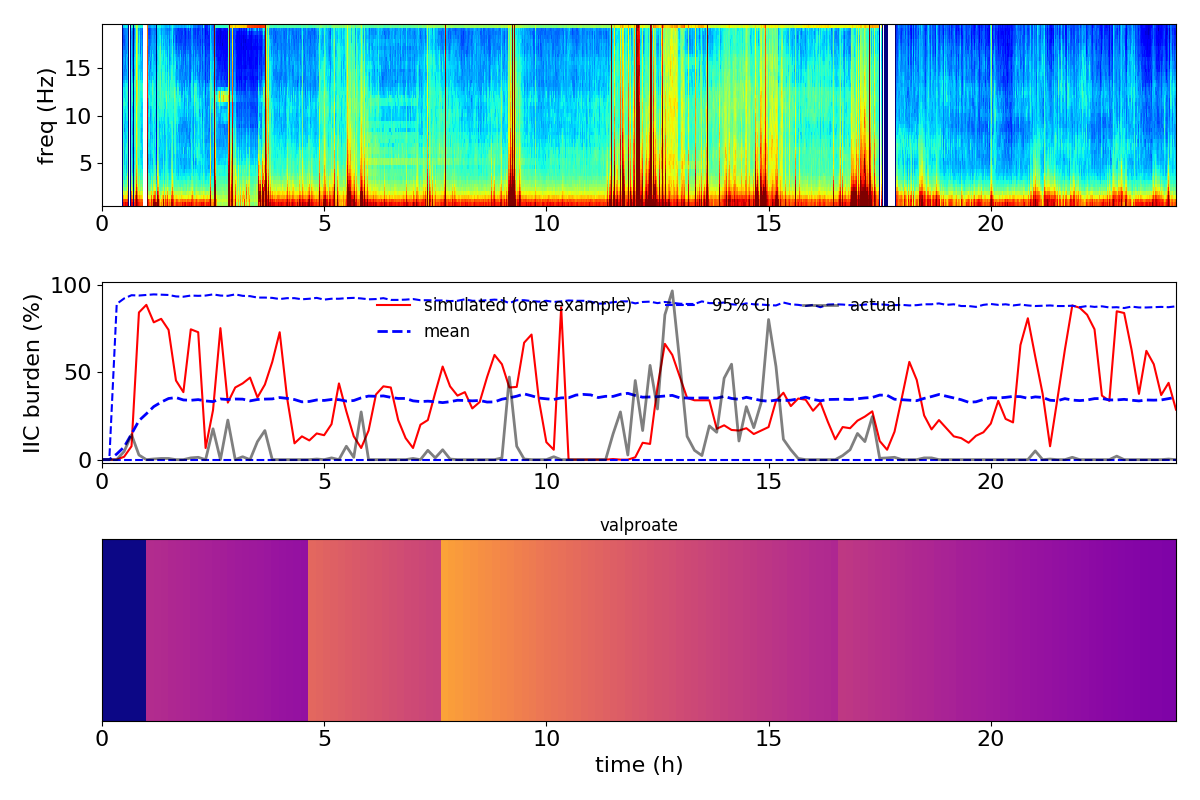 freq (Hz)
15
10
5
0 5 10 15 20
IIC burden (%)
100
50
0
simulated (one example) 95% CI actual
mean
0 5 10 15 20
valproate
0 5 10 15 20
time (h)